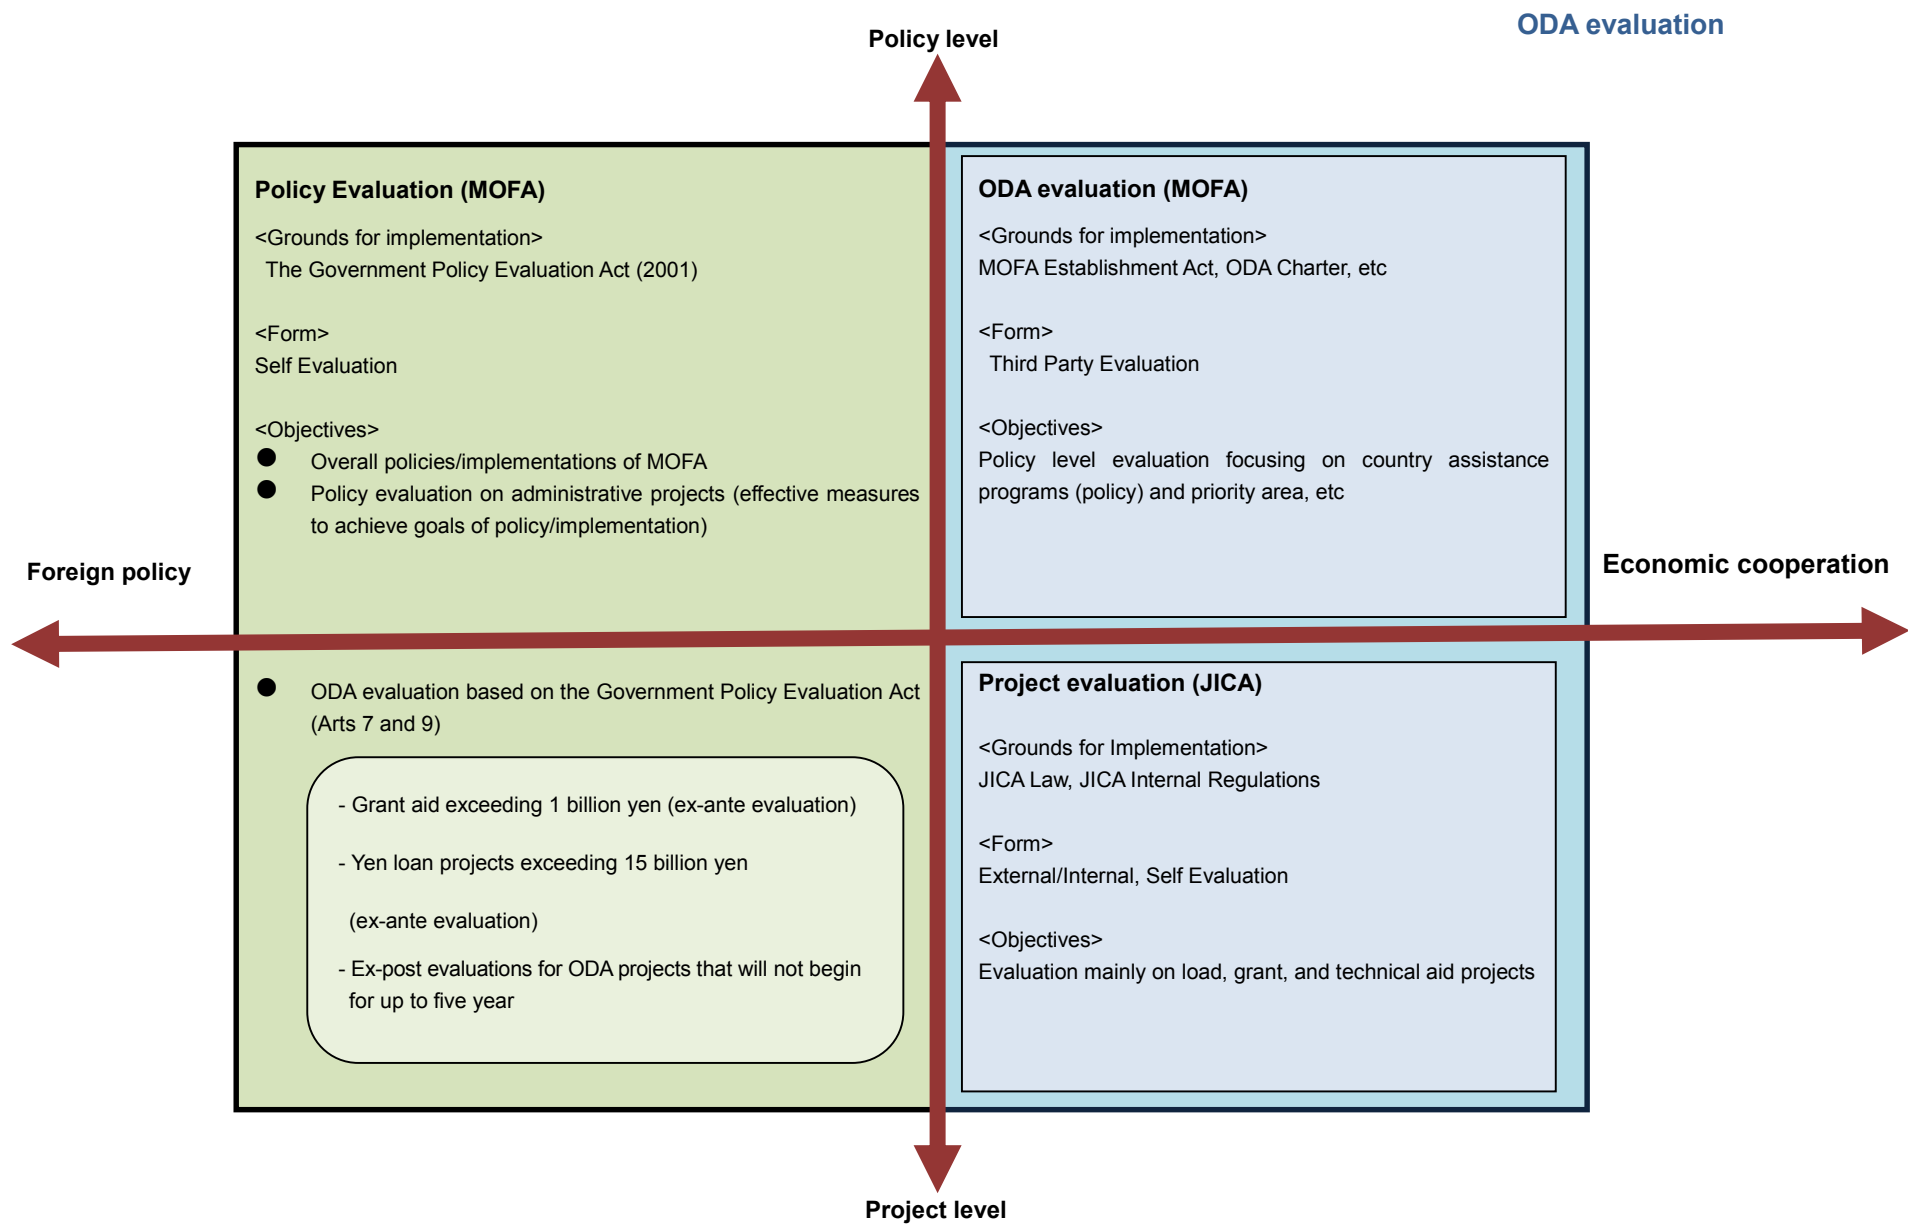 ODA evaluation
Policy level
Policy Evaluation (MOFA)
<Grounds for implementation>
The Government Policy Evaluation Act (2001)
<Form>
Self Evaluation
<Objectives>
● Overall policies/implementations of MOFA
● Policy evaluation on administrative projects (effective measures
to achieve goals of policy/implementation)
ODA evaluation (MOFA)
<Grounds for implementation>
MOFA Establishment Act, ODA Charter, etc
<Form>
Third Party Evaluation
<Objectives>
Policy level evaluation focusing on country assistance
programs (policy) and priority area, etc
Foreign policy
Economic cooperation
● ODA evaluation based on the Government Policy Evaluation Act
(Arts 7 and 9)
- Grant aid exceeding 1 billion yen (ex-ante evaluation)
- Yen loan projects exceeding 15 billion yen
(ex-ante evaluation)
- Ex-post evaluations for ODA projects that will not begin
for up to five year
Project evaluation (JICA)
<Grounds for Implementation>
JICA Law, JICA Internal Regulations
<Form>
External/Internal, Self Evaluation
<Objectives>
Evaluation mainly on load, grant, and technical aid projects
Project level